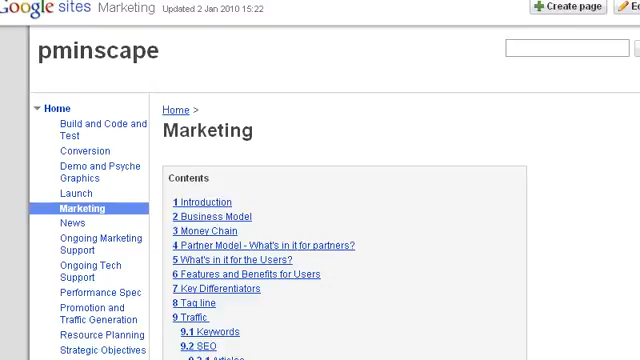 Google sites Marketing Updated 2 Jan 2010 15:22
Create page
pminscape
Home
Build and Code and
Test
Conversion
Demo and Psyche
Graphics
Launch
Marketing
News
Ongoing Marketing
Support
Ongoing Tech
Support
Performance Spec
Promotion and
Traffic Generation
Resource Planning
Strategic Objectives
Home >
Marketing
Contents
1 Introduction
2 Business Model
3 Money Chain
4 Partner Model - What's in it for partners?
5 What's in it for the Users?
6 Features and Benefits for Users
7 Key Differentiators
8 Tag line
9 Traffic
9.1 Keywords
9.2 SEO
9.2.1 Articles